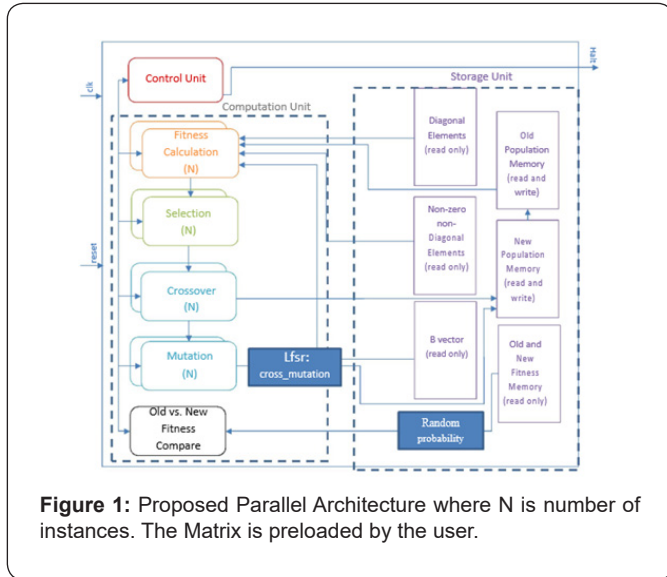 Halt
clk
Control Unit
Storage Unit
Computation Unit
Fitness
Calculation
(N)
Diagonal
Elements
(read only)
Old
Population
Memory
(read and
write)
Selection
(N)
Non-zero
non-
Diagonal
Elements
(read only)
New
Population
Memory
(read and
write)
reset
Crossover
(N)
Mutation
(N)
Lfsr:
cross_mutation
B vector
(read only)
Old and
New
Fitness
Memory
(read only)
Old vs. New
Fitness
Compare
Random
probability
Figure 1: Proposed Parallel Architecture where N is number of
instances. The Matrix is preloaded by the user.